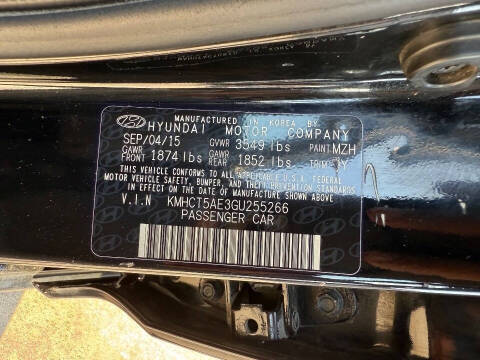 MANUFACTURED IN KOREA BY
HYUNDAI MOTOR COMPANY
SEP/04/15 GVWR 3549 lbs PAINT MZH
GAWR FRONT 1874 lbs GAWR REAR 1852 lbs TRIM
THIS VEHICLE CONFORMS TO ALL APPLICABLE U.S.A. FEDERAL
MOTOR VEHICLE SAFETY, BUMPER, AND THEFT PREVENTION STANDARDS
IN EFFECT ON THE DATE OF MANUFACTURE SHOWN ABOVE
V.I.N KMHCT5AE3GU255266
PASSENGER CAR